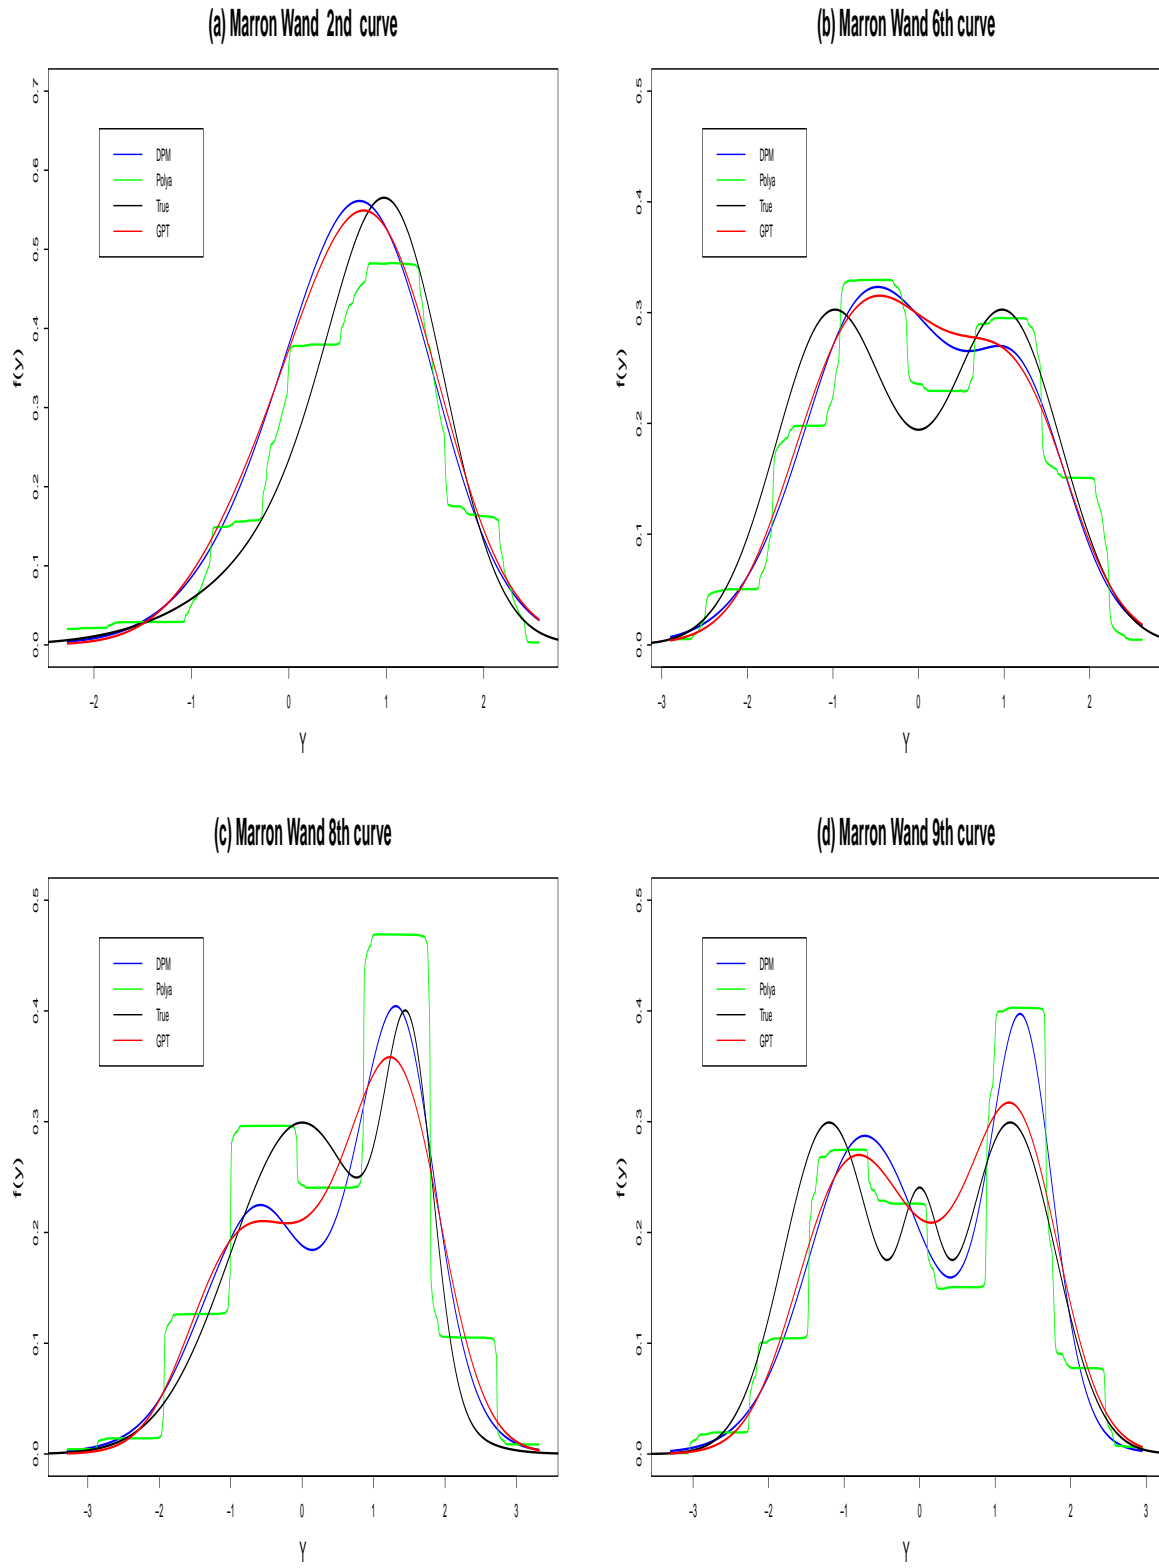 (a) Marron Wand 2nd curve
0.7
0.6
0.5
0.4
0.3
0.2
0.1
0.0
f(y)
DPM
Polya
True
GPT
-2 -1 0 1 2
Y
(b) Marron Wand 6th curve
0.5
0.4
0.3
0.2
0.1
0.0
f(y)
DPM
Polya
True
GPT
-3 -2 -1 0 1 2
Y
(c) Marron Wand 8th curve
0.5
0.4
0.3
0.2
0.1
0.0
f(y)
DPM
Polya
True
GPT
-3 -2 -1 0 1 2 3
Y
(d) Marron Wand 9th curve
0.5
0.4
0.3
0.2
0.1
0.0
f(y)
DPM
Polya
True
GPT
-3 -2 -1 0 1 2 3
Y